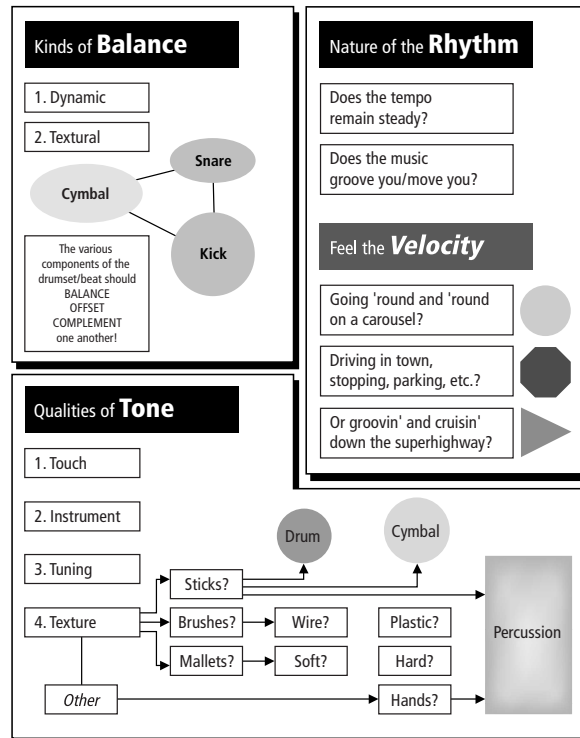 Kinds of Balance
1. Dynamic
2. Textural
Snare
Cymbal
Kick
The various
components of the
drumset/beat should
BALANCE
OFFSET
COMPLEMENT
one another!
Nature of the Rhythm
Does the tempo
remain steady?
Does the music
groove you/move you?
Feel the Velocity
Going 'round and 'round
on a carousel?
Driving in town,
stopping, parking, etc.?
Or groovin' and cruisin'
down the superhighway?
Qualities of Tone
1. Touch
2. Instrument
3. Tuning
4. Texture
Drum
Cymbal
Sticks?
Brushes?
Wire?
Plastic?
Mallets?
Soft?
Hard?
Other
Hands?
Percussion